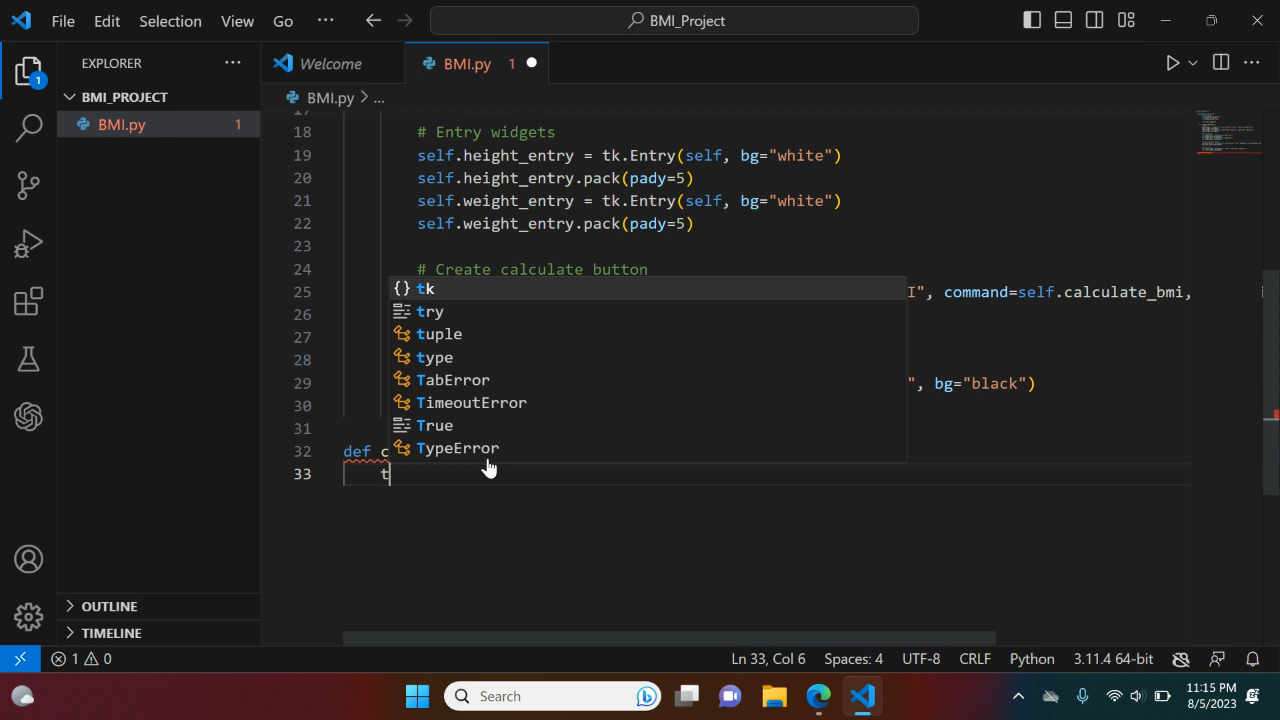 File Edit Selection View Go ··· BMI_Project
EXPLORER ···
Welcome
BMI.py 1
BMI_PROJECT
BMI.py 1
BMI.py > ...
18 # Entry widgets
19 self.height_entry = tk.Entry(self, bg="white")
20 self.height_entry.pack(pady=5)
21 self.weight_entry = tk.Entry(self, bg="white")
22 self.weight_entry.pack(pady=5)
23
24 # Create calculate button
25 I", command=self.calculate_bmi,
26
27
28
29 ", bg="black")
30
31
32 def c
33 t
{} tk
try
tuple
type
TabError
TimeoutError
True
TypeError
1
OUTLINE
TIMELINE
1 0 Ln 33, Col 6 Spaces: 4 UTF-8 CRLF Python 3.11.4 64-bit
Search
11:15 PM
8/5/2023